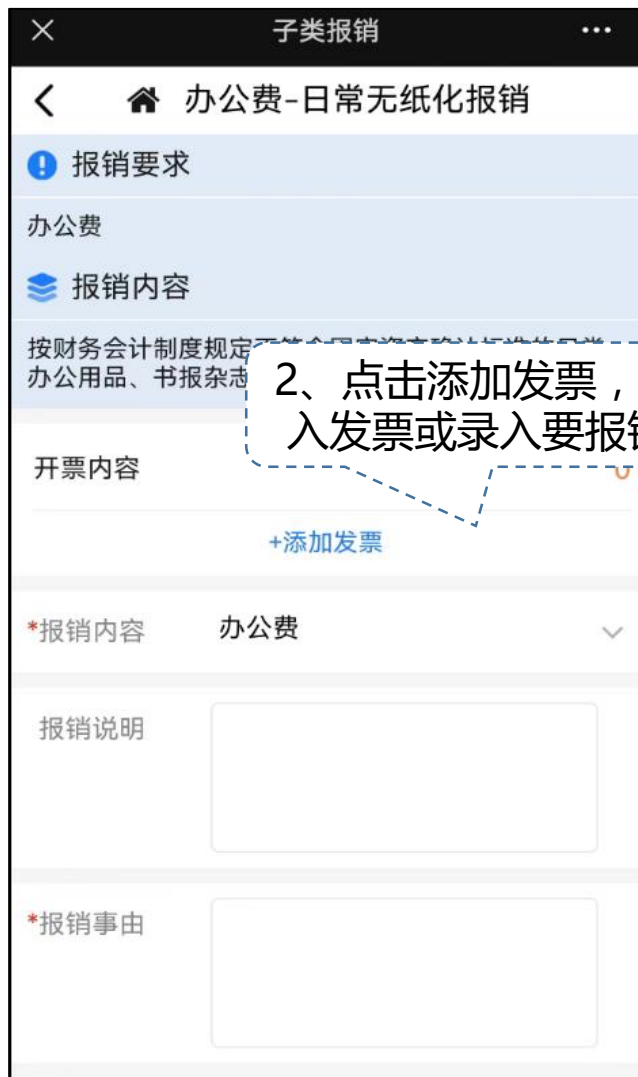 子类报销
办公费-日常无纸化报销
报销要求
办公费
报销内容
按财务会计制度规定
办公用品、书报杂志
2、点击添加发票，
入发票或录入要报
开票内容
+添加发票
*报销内容 办公费
报销说明
*报销事由